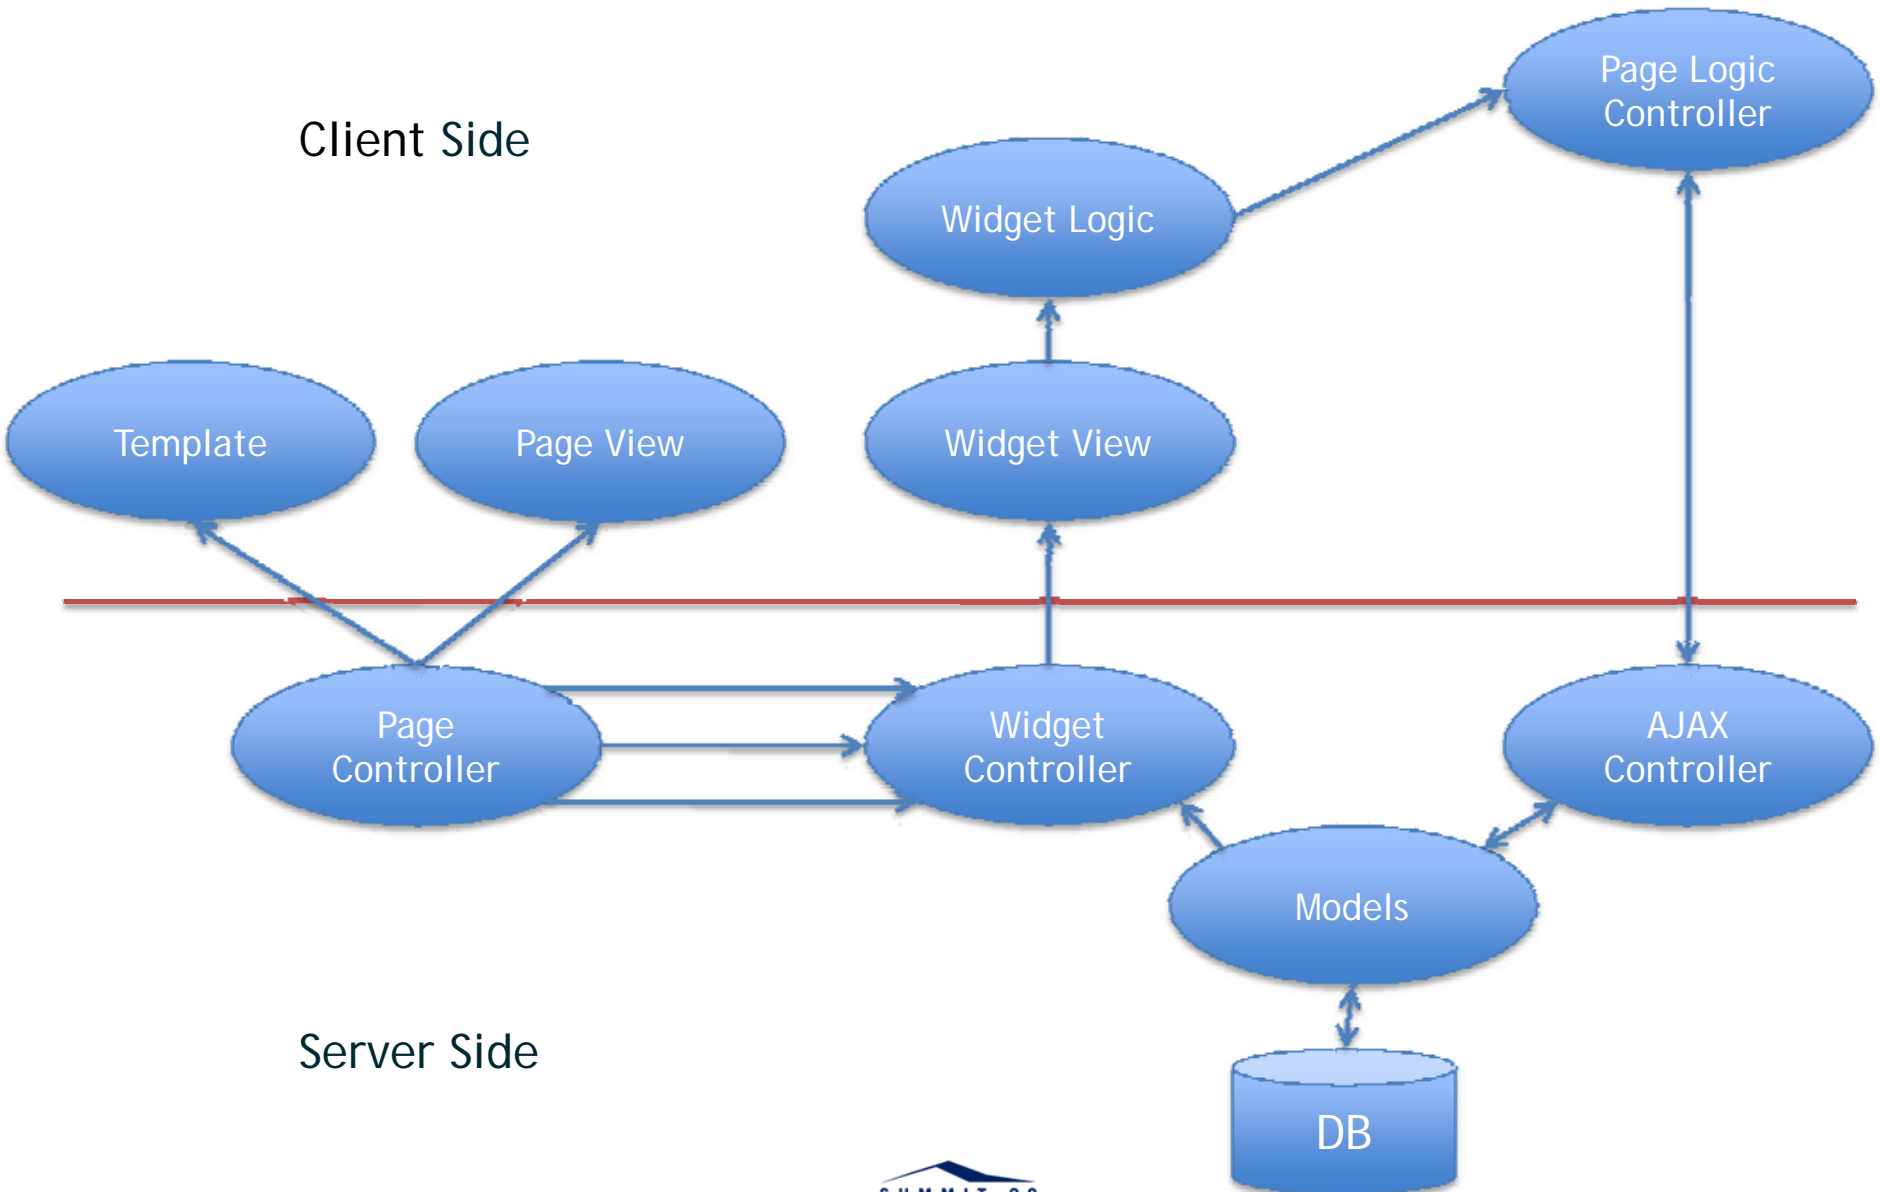 Page Logic
Controller
Client Side
Widget Logic
Template
Page View
Widget View
Page
Controller
Widget
Controller
AJAX
Controller
Models
Server Side
DB